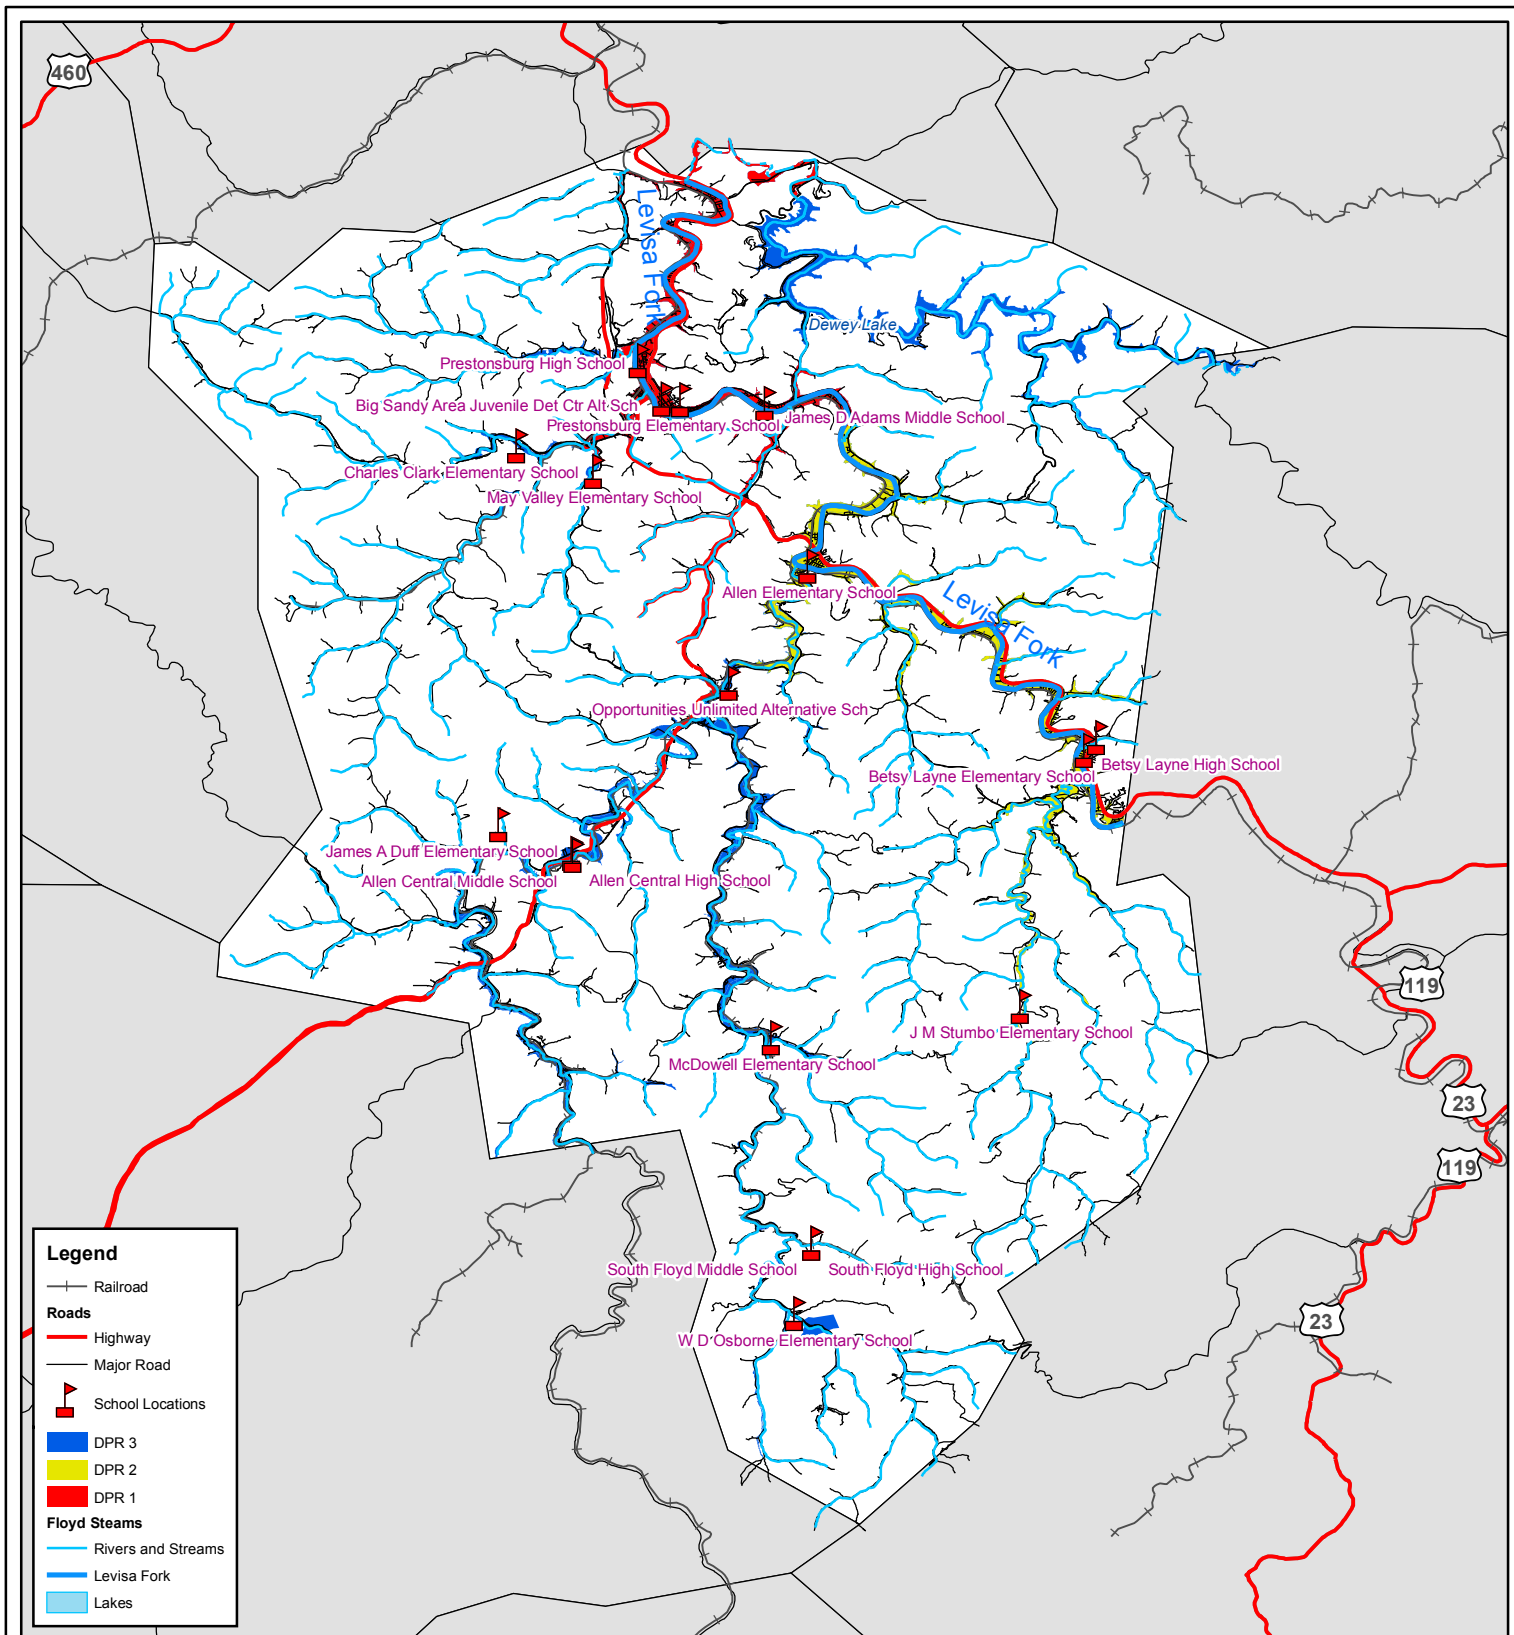 460
Levisa Fork
Dewey Lake
Prestonsburg High School
Big Sandy Area Juvenile Det Ctr Alt Sch
Prestonsburg Elementary School
James D Adams Middle School
Charles Clark Elementary School
May Valley Elementary School
Allen Elementary School
Levisa Fork
Opportunities Unlimited Alternative Sch
Betsy Layne High School
Betsy Layne Elementary School
James A Duff Elementary School
Allen Central Middle School
Allen Central High School
119
J M Stumbo Elementary School
McDowell Elementary School
23
119
South Floyd Middle School
South Floyd High School
23
W D Osborne Elementary School
Legend
Railroad
Roads
Highway
Major Road
School Locations
DPR 3
DPR 2
DPR 1
Floyd Steams
Rivers and Streams
Levisa Fork
Lakes